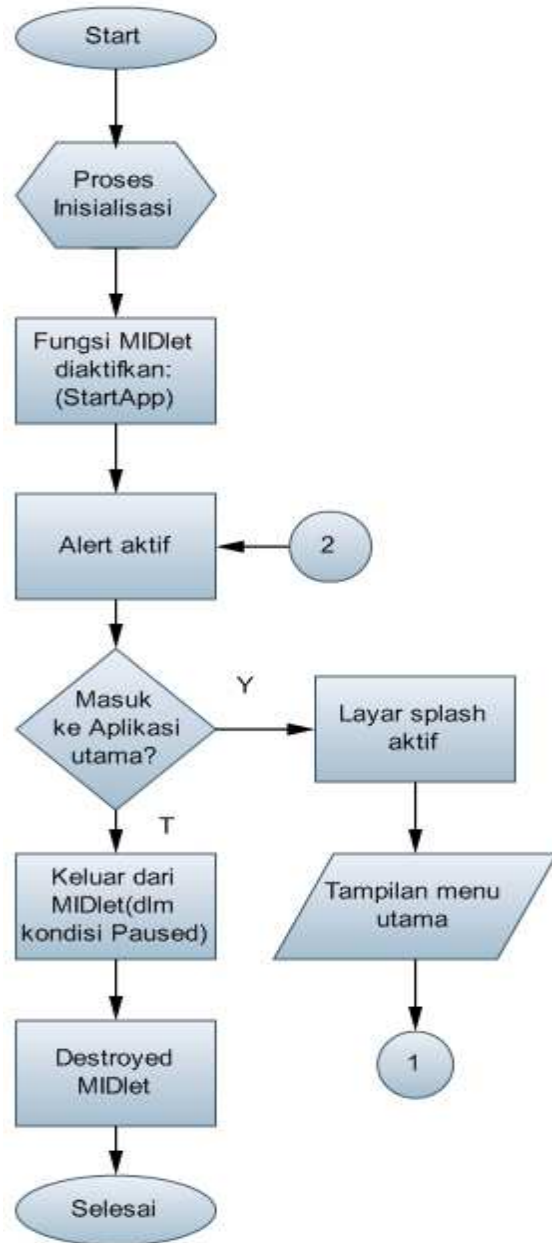 Start
Proses
Inisialisasi
Fungsi MIDlet
diaktifkan:
(StartApp)
Alert aktif
2
Masuk
ke Aplikasi
utama?
Y
Layar splash
aktif
T
Keluar dari
MIDlet(dlm
kondisi Paused)
Tampilan menu
utama
Destroyed
MIDlet
1
Selesai